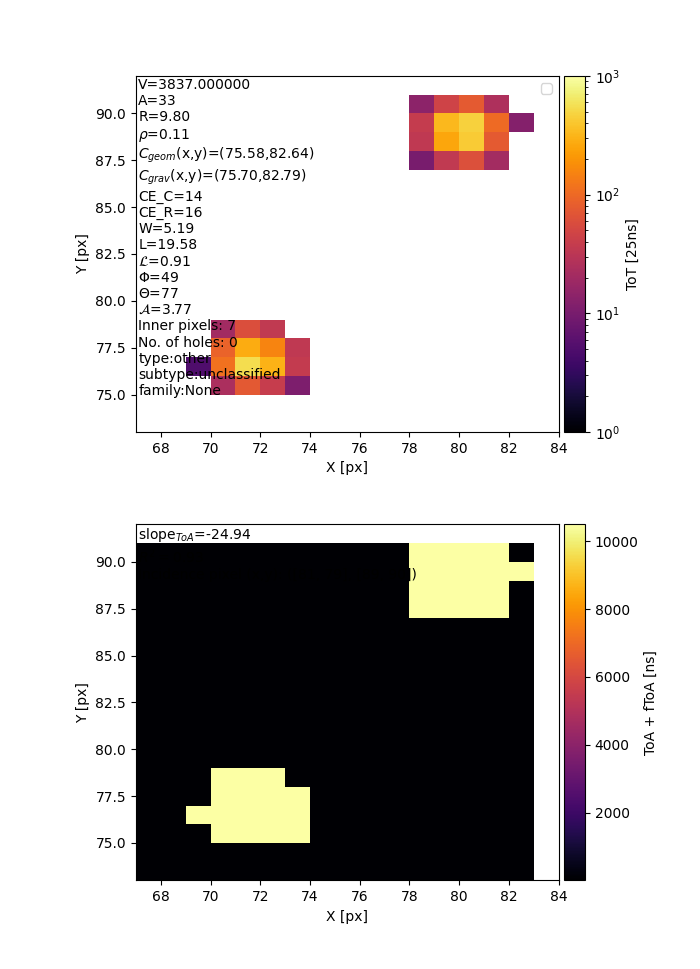 V=3837.000000
A=33
R=9.80
ρ=0.11
C_geom(x,y)=(75.58,82.64)
C_grav(x,y)=(75.70,82.79)
CE_C=14
CE_R=16
W=5.19
L=19.58
ℒ=0.91
Φ=49
Θ=77
𝒜=3.77
Inner pixels: 7
No. of holes: 0
type:other
subtype:unclassified
family:None
90.0
87.5
85.0
82.5
80.0
77.5
75.0
Y [px]
68 70 72 74 76 78 80 82 84
X [px]
10^3
10^2
10^1
10^0
ToT [25ns]
slope_ToA=-24.94
])
90.0
87.5
85.0
82.5
80.0
77.5
75.0
Y [px]
68 70 72 74 76 78 80 82 84
X [px]
10000
8000
6000
4000
2000
ToA + fToA [ns]